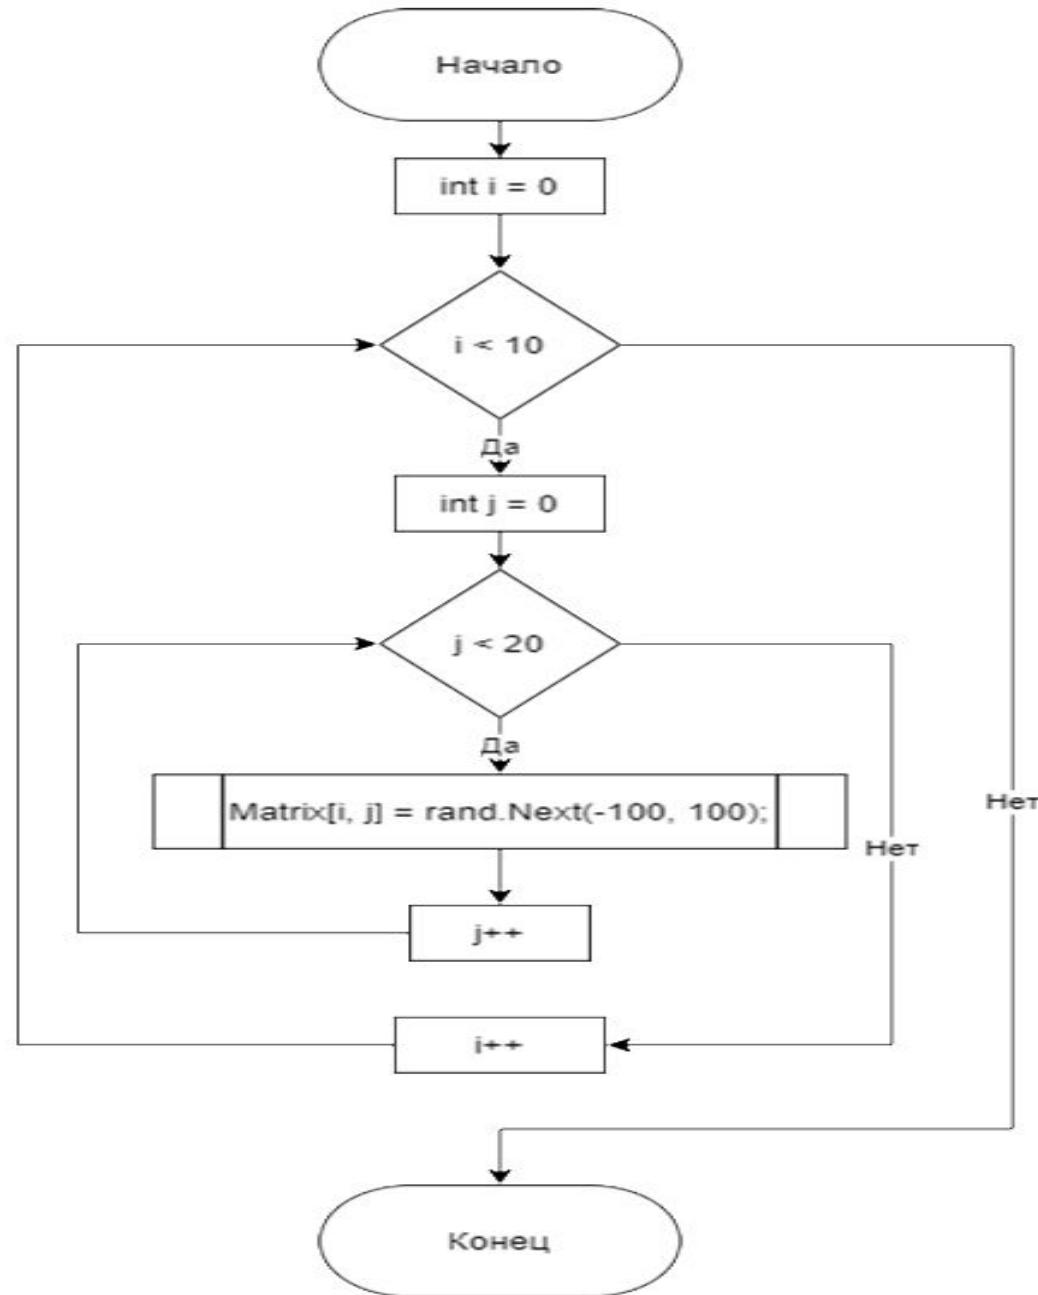 Начало
int i = 0
i < 10
Да
int j = 0
j < 20
Да
Matrix[i, j] = rand.Next(-100, 100);
Нет
Нет
j++
i++
Конец